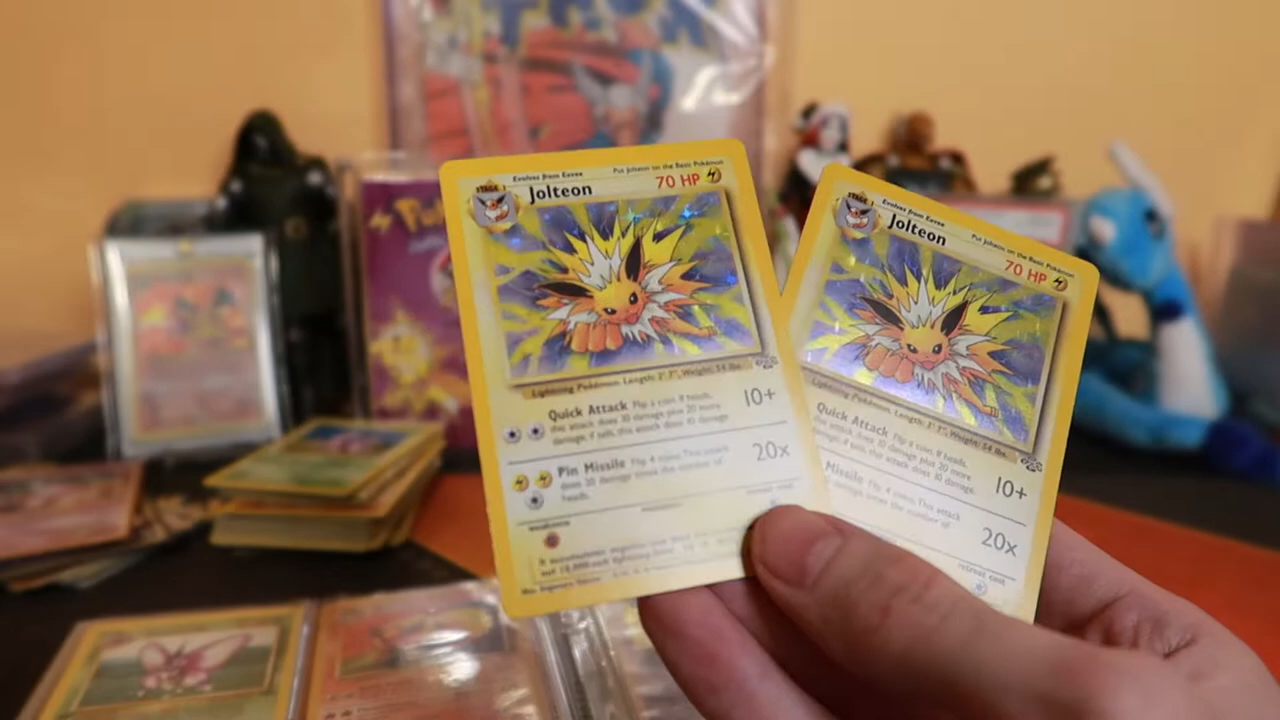 THOR
Evolves from Eevee
Put Jolteon on the Basic Pokémon
STAGE 1
Jolteon
70 HP
Lightning Pokémon. Length: 2' 7", Weight: 54 lbs.
Quick Attack Flip a coin. If heads,
this attack does 10 damage plus 20 more
damage; if tails, this attack does 10 damage.
10+
Pin Missile Flip 4 coins. This attack
does 20 damage times the number of
heads.
20x
weakness
Evolves from Eevee
Put Jolteon on the Basic Pokémon
STAGE 1
Jolteon
70 HP
Lightning Pokémon. Length: 2' 7", Weight: 54 lbs.
Quick Attack Flip a coin. If heads,
this attack does 10 damage plus 20 more
damage; if tails, this attack does 10 damage.
10+
Missile Flip 4 coins. This attack
damage times the number of
20x
retreat cost